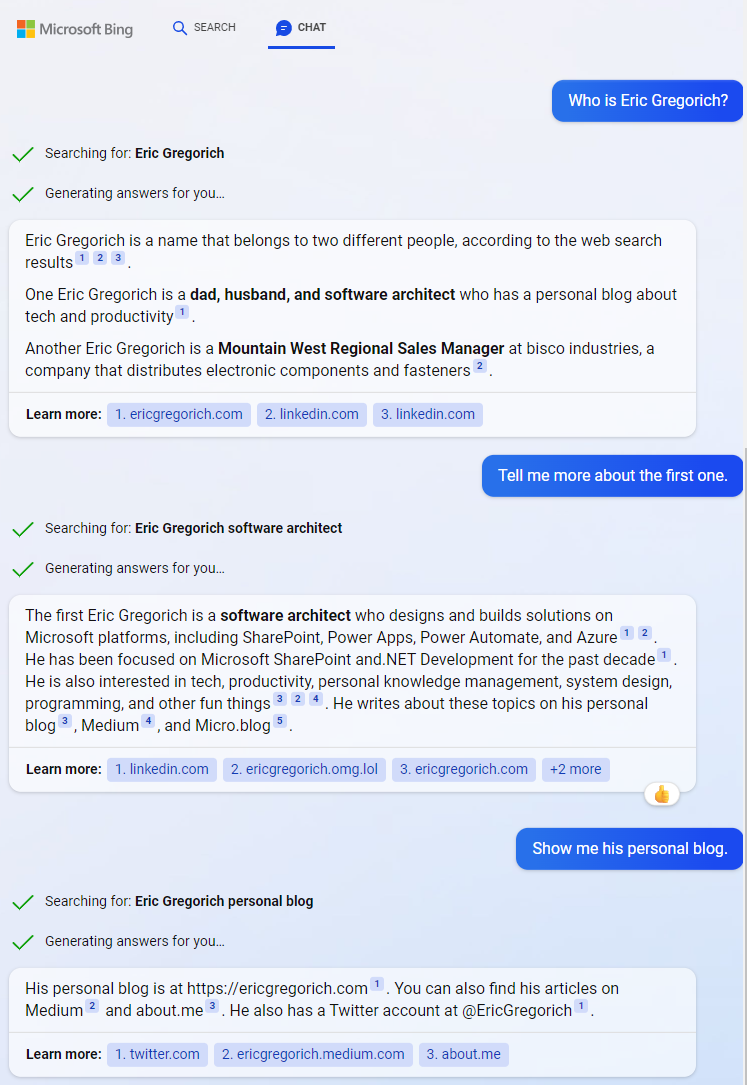 Microsoft Bing SEARCH CHAT
Who is Eric Gregorich?
Searching for: Eric Gregorich
Generating answers for you...
Eric Gregorich is a name that belongs to two different people, according to the web search
results 1 2 3 .
One Eric Gregorich is a dad, husband, and software architect who has a personal blog about
tech and productivity 1 .
Another Eric Gregorich is a Mountain West Regional Sales Manager at bisco industries, a
company that distributes electronic components and fasteners 2 .
Learn more: 1. ericgregorich.com 2. linkedin.com 3. linkedin.com
Tell me more about the first one.
Searching for: Eric Gregorich software architect
Generating answers for you...
The first Eric Gregorich is a software architect who designs and builds solutions on
Microsoft platforms, including SharePoint, Power Apps, Power Automate, and Azure 1 2 .
He has been focused on Microsoft SharePoint and.NET Development for the past decade 1 .
He is also interested in tech, productivity, personal knowledge management, system design,
programming, and other fun things 3 2 4 . He writes about these topics on his personal
blog 3 , Medium 4 , and Micro.blog 5 .
Learn more: 1. linkedin.com 2. ericgregorich.omg.lol 3. ericgregorich.com +2 more
Show me his personal blog.
Searching for: Eric Gregorich personal blog
Generating answers for you...
His personal blog is at https://ericgregorich.com 1 . You can also find his articles on
Medium 2 and about.me 3 . He also has a Twitter account at @EricGregorich 1 .
Learn more: 1. twitter.com 2. ericgregorich.medium.com 3. about.me